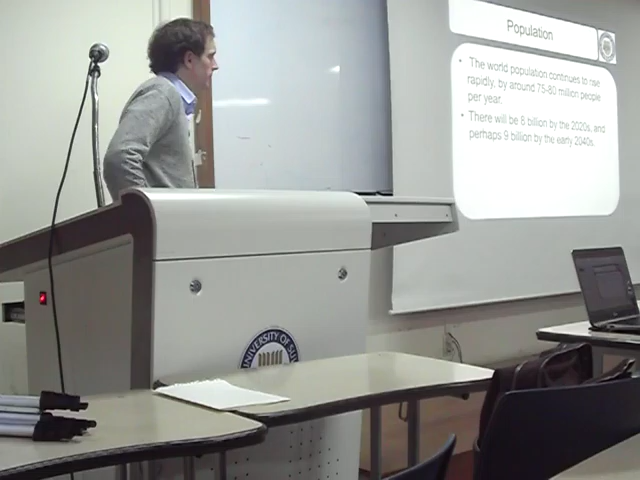 Population
• The world population continues to rise
rapidly, by around 75-80 million people
per year.
• There will be 8 billion by the 2020s, and
perhaps 9 billion by the early 2040s.
UNIVERSITY OF